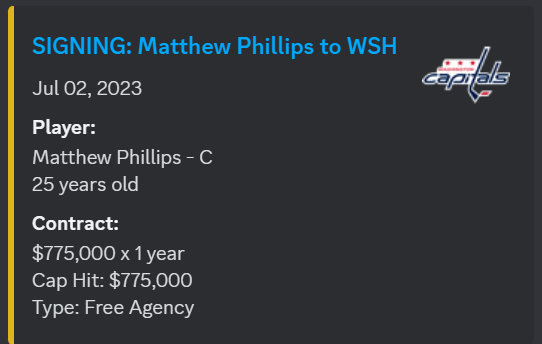 SIGNING: Matthew Phillips to WSH
WASHINGTON
capitals
Jul 02, 2023
Player:
Matthew Phillips - C
25 years old
Contract:
$775,000 x 1 year
Cap Hit: $775,000
Type: Free Agency